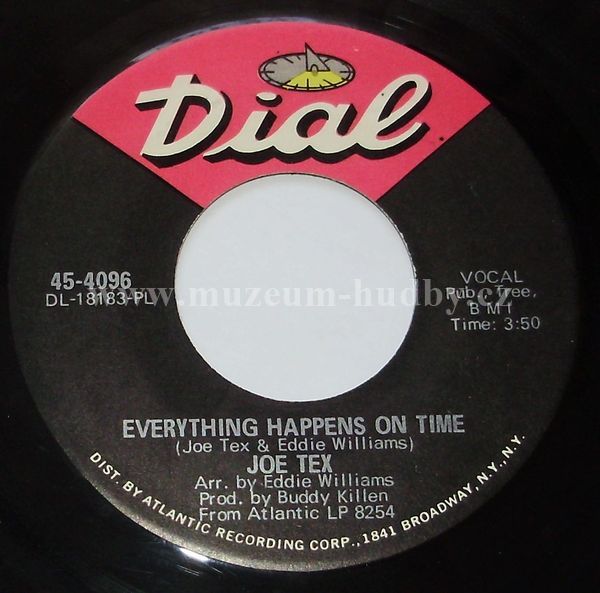 Dial
45-4096
DL-18183-PL
VOCAL
Pub., Tree,
BMI
Time: 3:50
www.muzeum-hudby.cz
EVERYTHING HAPPENS ON TIME
(Joe Tex & Eddie Williams)
JOE TEX
Arr. by Eddie Williams
Prod. by Buddy Killen
From Atlantic LP 8254
DIST. BY ATLANTIC RECORDING CORP., 1841 BROADWAY, N.Y., N.Y.